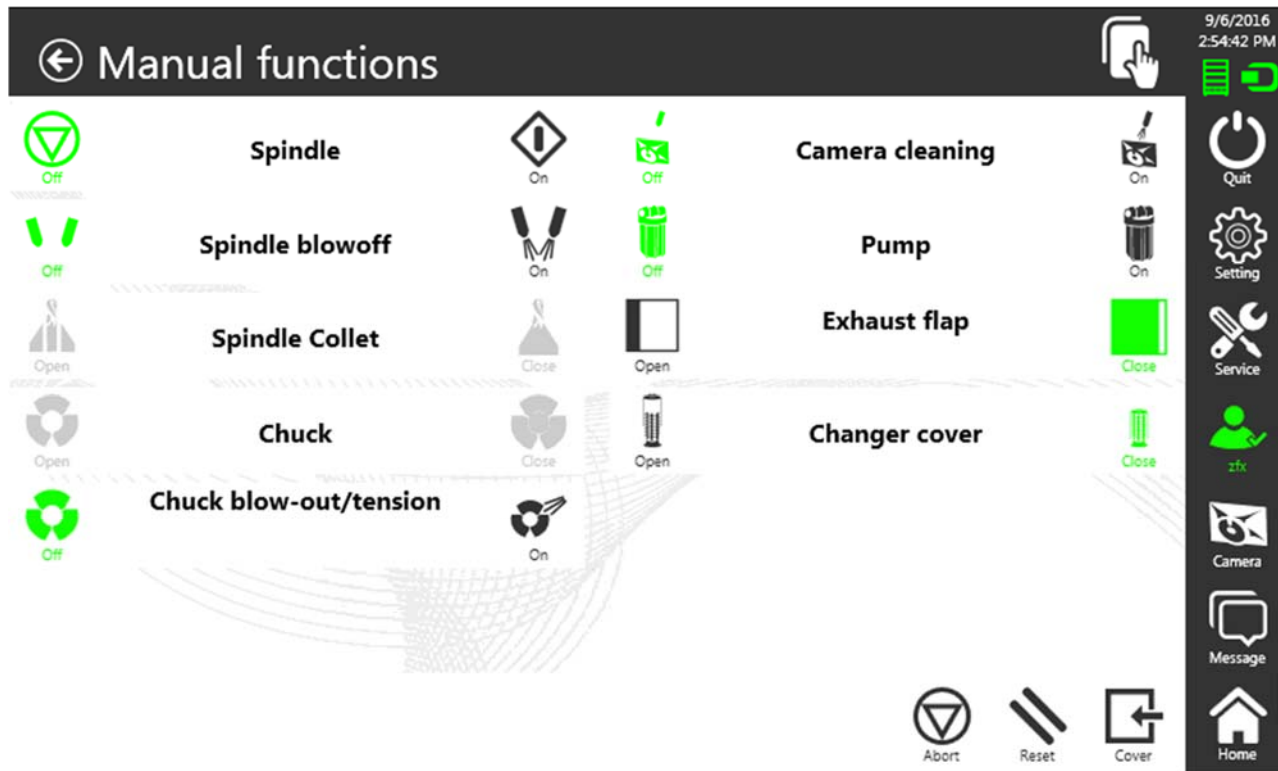 9/6/2016
2:54:42 PM
Manual functions
Spindle
Off
On
Camera cleaning
Off
On
Quit
Spindle blowoff
Off
On
Pump
Off
On
Setting
Spindle Collet
Open
Close
Exhaust flap
Open
Close
Service
Chuck
Open
Close
Changer cover
Open
Close
zfx
Chuck blow-out/tension
Off
On
Camera
Message
Abort
Reset
Cover
Home